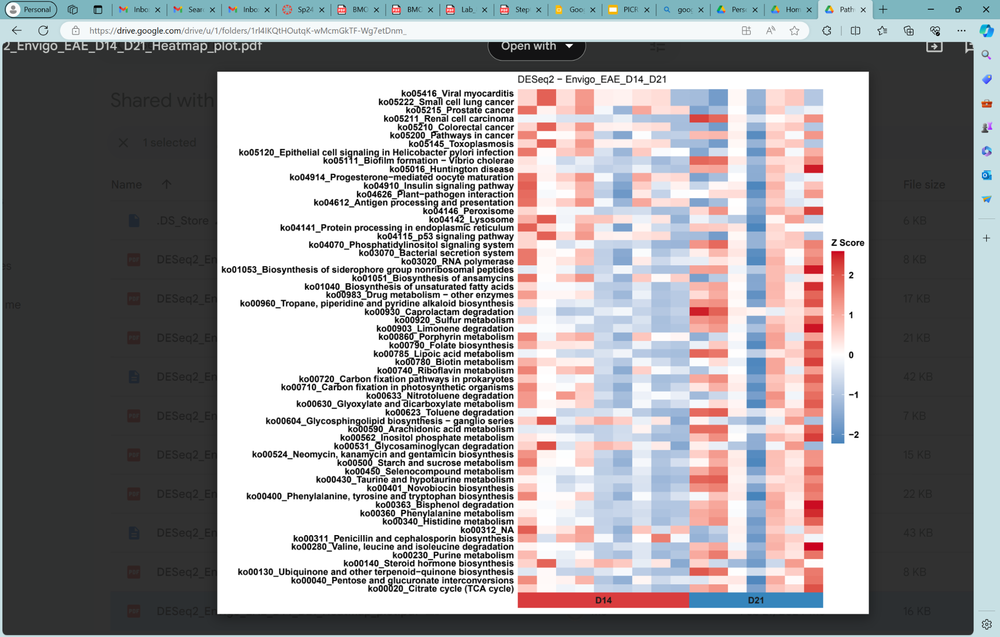 Personal
Inbo
Sear
Inbo
Sp24
BMO
BMC
Lab_
Step
Goo
PICR
goog
Pers
Hom
Path
https://drive.google.com/drive/u/1/folders/1rl4IKQtHOutqK-wMcmGkTF-Wg7etDnm_
2_Envigo_EAE_D14_D21_Heatmap_plot.pdf
Open with
Shared with
1 selected
Name
File size
.DS_Store
6 KB
DESeq2_En
8 KB
me
DESeq2_En
17 KB
DESeq2_En
21 KB
DESeq2_En
42 KB
DESeq2_En
7 KB
DESeq2_En
15 KB
DESeq2_En
22 KB
DESeq2_En
43 KB
DESeq2_En
8 KB
DESeq2_En
16 KB
DESeq2 − Envigo_EAE_D14_D21
ko05416_Viral myocarditis
ko05222_Small cell lung cancer
ko05215_Prostate cancer
ko05211_Renal cell carcinoma
ko05210_Colorectal cancer
ko05200_Pathways in cancer
ko05145_Toxoplasmosis
ko05120_Epithelial cell signaling in Helicobacter pylori infection
ko05111_Biofilm formation − Vibrio cholerae
ko05016_Huntington disease
ko04914_Progesterone−mediated oocyte maturation
ko04910_Insulin signaling pathway
ko04626_Plant−pathogen interaction
ko04612_Antigen processing and presentation
ko04146_Peroxisome
ko04142_Lysosome
ko04141_Protein processing in endoplasmic reticulum
ko04115_p53 signaling pathway
ko04070_Phosphatidylinositol signaling system
ko03070_Bacterial secretion system
ko03020_RNA polymerase
ko01053_Biosynthesis of siderophore group nonribosomal peptides
ko01051_Biosynthesis of ansamycins
ko01040_Biosynthesis of unsaturated fatty acids
ko00983_Drug metabolism − other enzymes
ko00960_Tropane, piperidine and pyridine alkaloid biosynthesis
ko00930_Caprolactam degradation
ko00920_Sulfur metabolism
ko00903_Limonene degradation
ko00860_Porphyrin metabolism
ko00790_Folate biosynthesis
ko00785_Lipoic acid metabolism
ko00780_Biotin metabolism
ko00740_Riboflavin metabolism
ko00720_Carbon fixation pathways in prokaryotes
ko00710_Carbon fixation in photosynthetic organisms
ko00633_Nitrotoluene degradation
ko00630_Glyoxylate and dicarboxylate metabolism
ko00623_Toluene degradation
ko00604_Glycosphingolipid biosynthesis − ganglio series
ko00590_Arachidonic acid metabolism
ko00562_Inositol phosphate metabolism
ko00531_Glycosaminoglycan degradation
ko00524_Neomycin, kanamycin and gentamicin biosynthesis
ko00500_Starch and sucrose metabolism
ko00450_Selenocompound metabolism
ko00430_Taurine and hypotaurine metabolism
ko00401_Novobiocin biosynthesis
ko00400_Phenylalanine, tyrosine and tryptophan biosynthesis
ko00363_Bisphenol degradation
ko00360_Phenylalanine metabolism
ko00340_Histidine metabolism
ko00312_NA
ko00311_Penicillin and cephalosporin biosynthesis
ko00280_Valine, leucine and isoleucine degradation
ko00230_Purine metabolism
ko00140_Steroid hormone biosynthesis
ko00130_Ubiquinone and other terpenoid−quinone biosynthesis
ko00040_Pentose and glucuronate interconversions
ko00020_Citrate cycle (TCA cycle)
D14
D21
Z Score
2
1
0
−1
−2